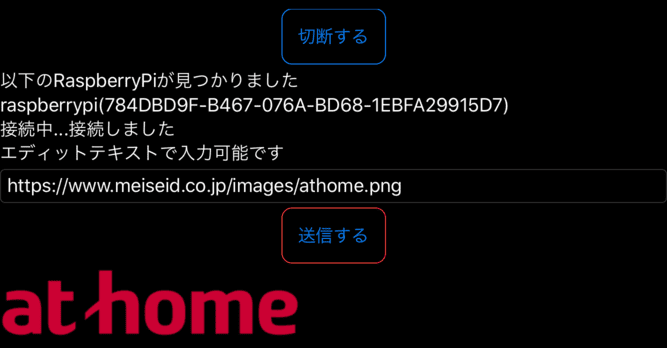 切断する
以下のRaspberryPiが見つかりました
raspberrypi(784DBD9F-B467-076A-BD68-1EBFA29915D7)
接続中...接続しました
エディットテキストで入力可能です
https://www.meiseid.co.jp/images/athome.png
送信する
at home